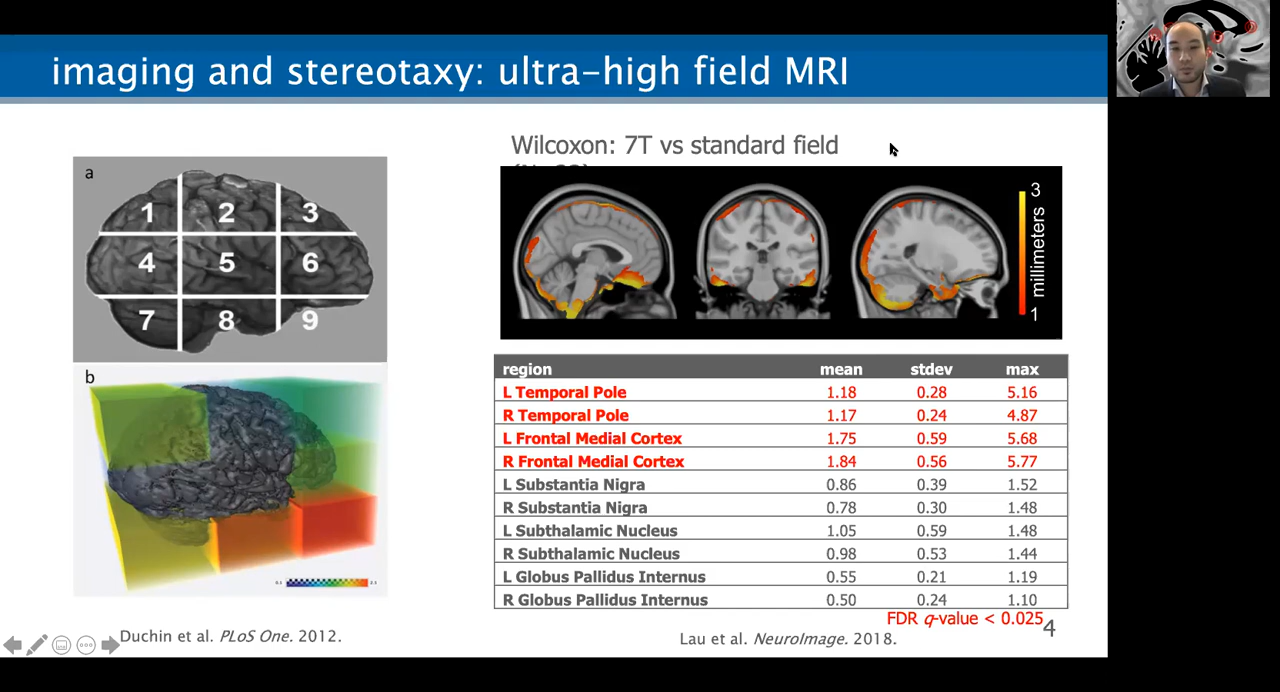 imaging and stereotaxy: ultra-high field MRI
Wilcoxon: 7T vs standard field
a
1 2 3
4 5 6
7 8 9
b
3
millimeters
1
region mean stdev max
L Temporal Pole 1.18 0.28 5.16
R Temporal Pole 1.17 0.24 4.87
L Frontal Medial Cortex 1.75 0.59 5.68
R Frontal Medial Cortex 1.84 0.56 5.77
L Substantia Nigra 0.86 0.39 1.52
R Substantia Nigra 0.78 0.30 1.48
L Subthalamic Nucleus 1.05 0.59 1.48
R Subthalamic Nucleus 0.98 0.53 1.44
L Globus Pallidus Internus 0.55 0.21 1.19
R Globus Pallidus Internus 0.50 0.24 1.10
FDR q-value < 0.025
Duchin et al. PLoS One. 2012.
Lau et al. NeuroImage. 2018.
4